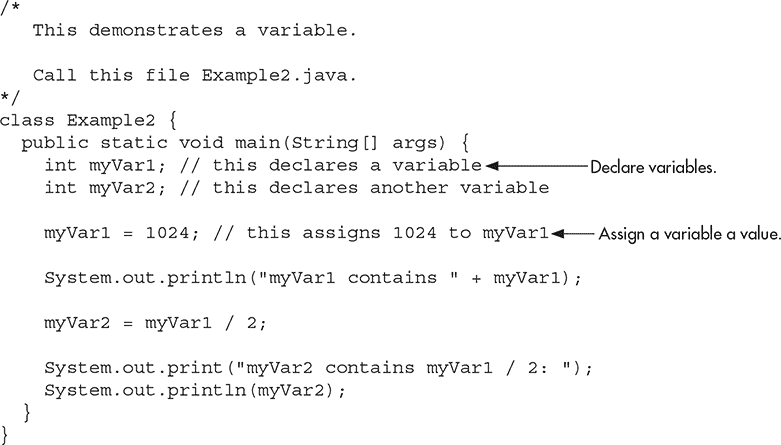 /*
   This demonstrates a variable.

   Call this file Example2.java.
*/
class Example2 {
  public static void main(String[] args) {
    int myVar1; // this declares a variable Declare variables.
    int myVar2; // this declares another variable

    myVar1 = 1024; // this assigns 1024 to myVar1 Assign a variable a value.

    System.out.println("myVar1 contains " + myVar1);

    myVar2 = myVar1 / 2;

    System.out.print("myVar2 contains myVar1 / 2: ");
    System.out.println(myVar2);
  }
}